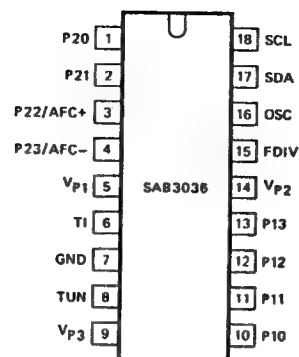 P20 1 18 SCL
P21 2 17 SDA
P22/AFC+ 3 16 OSC
P23/AFC− 4 15 FDIV
VP1 5 SAB3036 14 VP2
TI 6 13 P13
GND 7 12 P12
TUN 8 11 P11
VP3 9 10 P10